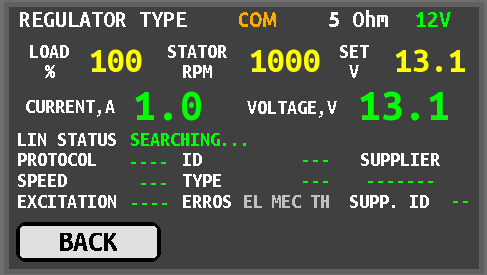 REGULATOR TYPE COM 5 Ohm 12V
LOAD % 100 STATOR RPM 1000 SET V 13.1
CURRENT,A 1.0 VOLTAGE,V 13.1
LIN STATUS SEARCHING...
PROTOCOL ---- ID --- SUPPLIER
SPEED --- TYPE --- -------
EXCITATION ---- ERROS EL MEC TH SUPP. ID --
BACK